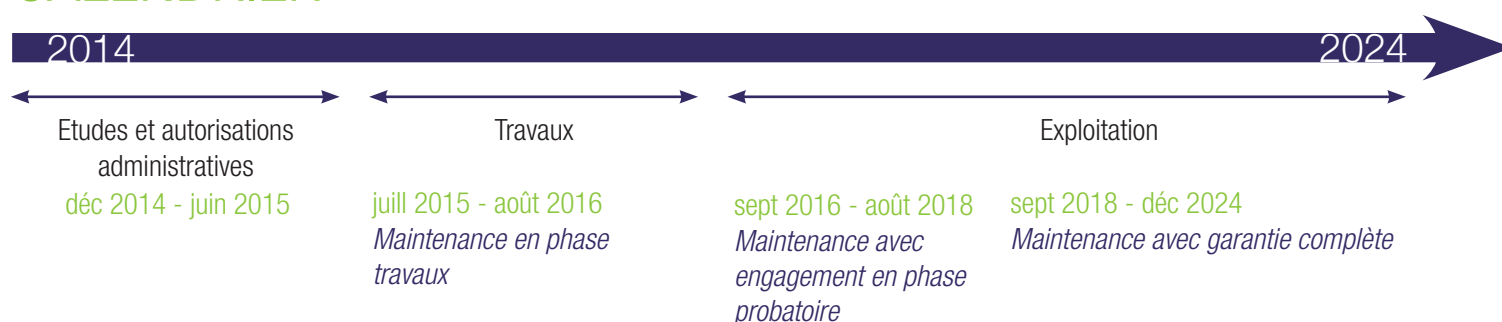 2014 2024
Etudes et autorisations
administratives
déc 2014 - juin 2015
Travaux
juill 2015 - août 2016
Maintenance en phase
travaux
Exploitation
sept 2016 - août 2018
Maintenance avec
engagement en phase
probatoire
sept 2018 - déc 2024
Maintenance avec garantie complète